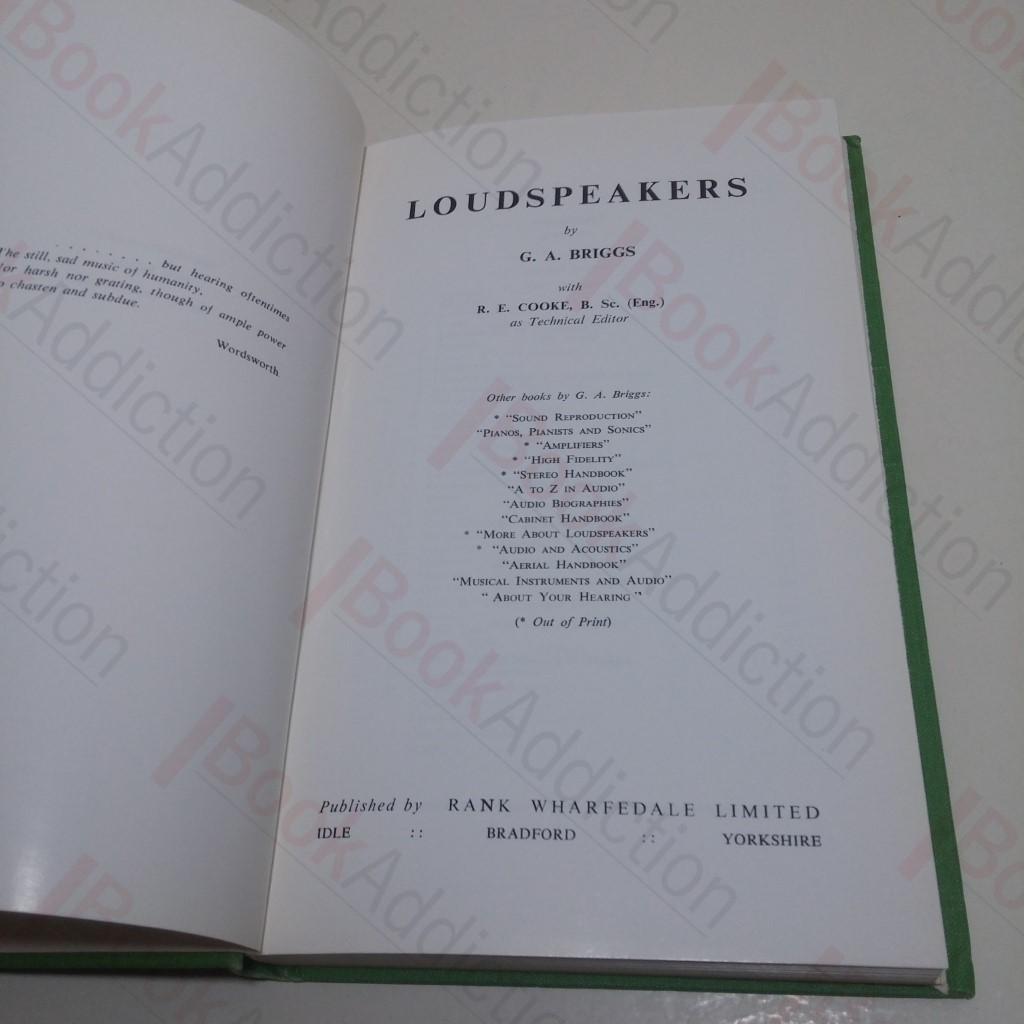 . . . . . . . . but hearing oftentimes
The still, sad music of humanity,
Nor harsh nor grating, though of ample power
To chasten and subdue.
Wordsworth
LOUDSPEAKERS
by
G. A. BRIGGS
with
R. E. COOKE, B. Sc. (Eng.)
as Technical Editor
Other books by G. A. Briggs:
* "SOUND REPRODUCTION"
"PIANOS, PIANISTS AND SONICS"
* "AMPLIFIERS"
* "HIGH FIDELITY"
* "STEREO HANDBOOK"
"A TO Z IN AUDIO"
"AUDIO BIOGRAPHIES"
"CABINET HANDBOOK"
* "MORE ABOUT LOUDSPEAKERS"
* "AUDIO AND ACOUSTICS"
"AERIAL HANDBOOK"
"MUSICAL INSTRUMENTS AND AUDIO"
" ABOUT YOUR HEARING "
(* Out of Print)
Published by RANK WHARFEDALE LIMITED
IDLE :: BRADFORD :: YORKSHIRE
BookAddiction